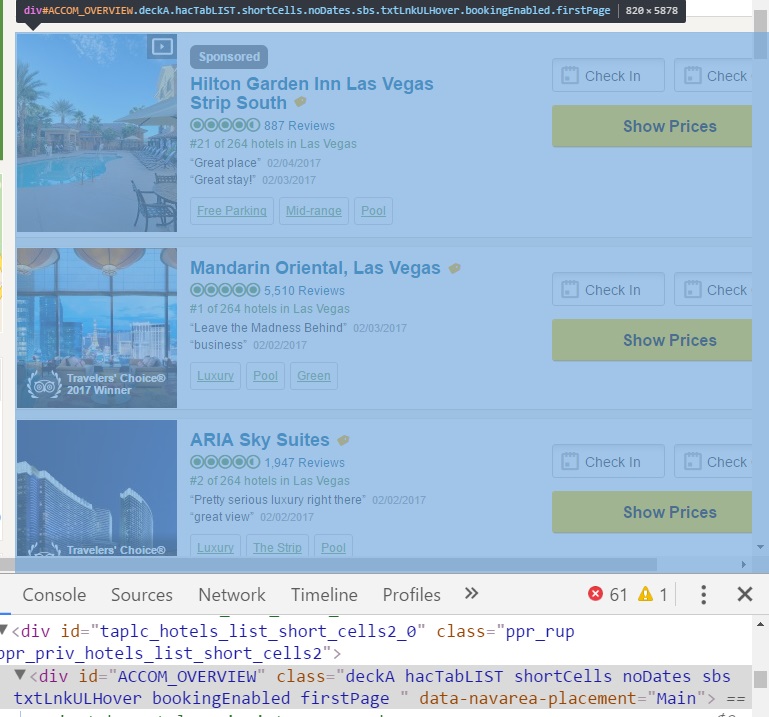 div#ACCOM_OVERVIEW.deckA.hacTabLIST.shortCells.noDates.sbs.txtLnkULHover.bookingEnabled.firstPage | 820 × 5878
Sponsored
Hilton Garden Inn Las Vegas
Strip South
887 Reviews
#21 of 264 hotels in Las Vegas
“Great place” 02/04/2017
“Great stay!” 02/03/2017
Free Parking Mid-range Pool
Check In Check
Show Prices
Mandarin Oriental, Las Vegas
5,510 Reviews
#1 of 264 hotels in Las Vegas
“Leave the Madness Behind” 02/03/2017
“business” 02/02/2017
Luxury Pool Green
Travelers' Choice®
2017 Winner
Check In Check
Show Prices
ARIA Sky Suites
1,947 Reviews
#2 of 264 hotels in Las Vegas
“Pretty serious luxury right there” 02/02/2017
“great view” 02/02/2017
Luxury The Strip Pool
Travelers' Choice®
Check In Check
Show Prices
Console Sources Network Timeline Profiles » 61 1
<div id="taplc_hotels_list_short_cells2_0" class="ppr_rup
ppr_priv_hotels_list_short_cells2">
<div id="ACCOM_OVERVIEW" class="deckA hacTabLIST shortCells noDates sbs
txtLnkULHover bookingEnabled firstPage " data-navarea-placement="Main"> ==